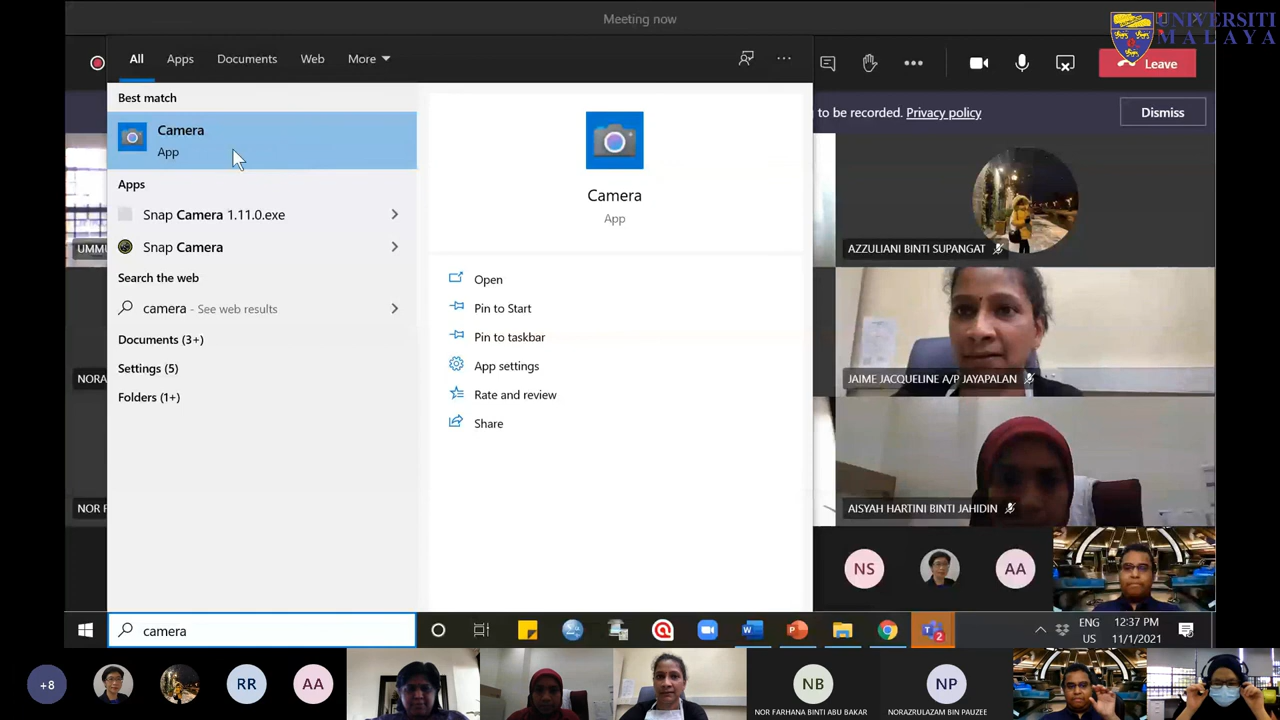 Meeting now
UNIVERSITI
MALAYA
All Apps Documents Web More
Leave
Best match
Camera
App
to be recorded. Privacy policy
Dismiss
Apps
Snap Camera 1.11.0.exe
Snap Camera
Search the web
camera - See web results
Documents (3+)
Settings (5)
Folders (1+)
Camera
App
Open
Pin to Start
Pin to taskbar
App settings
Rate and review
Share
UMMU
NORA
NOR F
AZZULIANI BINTI SUPANGAT
JAIME JACQUELINE A/P JAYAPALAN
AISYAH HARTINI BINTI JAHIDIN
NS
AA
camera
2
ENG
US
12:37 PM
11/1/2021
+8
RR
AA
NB
NOR FARHANA BINTI ABU BAKAR
NP
NORAZRULAZAM BIN PAUZEE